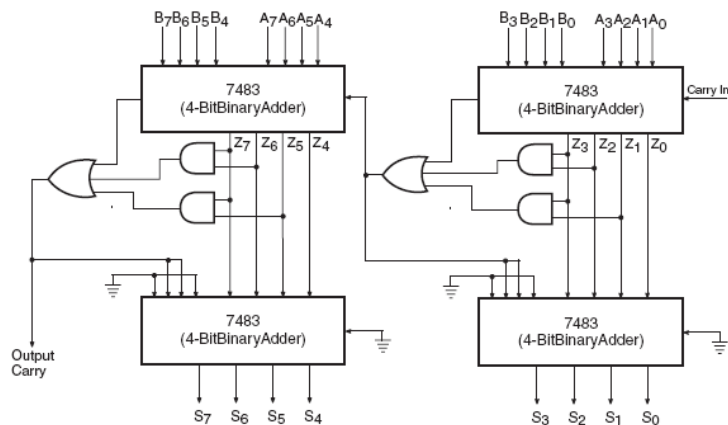 B7B6B5B4 A7A6A5A4 B3B2B1B0 A3A2A1A0
7483
(4-BitBinaryAdder)
7483
(4-BitBinaryAdder)
Carry In
Z7 Z6 Z5 Z4 Z3 Z2 Z1 Z0
7483
(4-BitBinaryAdder)
7483
(4-BitBinaryAdder)
Output
Carry
S7 S6 S5 S4 S3 S2 S1 S0